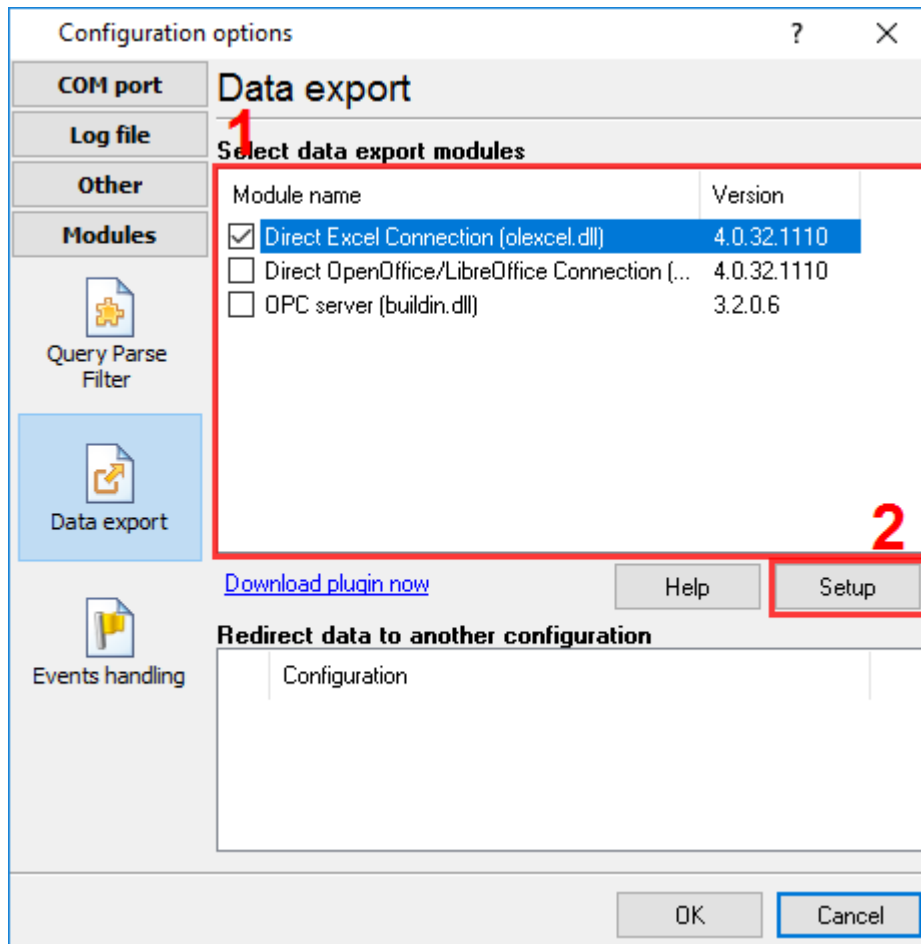 Configuration options
?
COM port
Log file
Other
Modules
Query Parse
Filter
Data export
Events handling
Data export
1
Select data export modules
Module name Version
Direct Excel Connection (olexcel.dll) 4.0.32.1110
Direct OpenOffice/LibreOffice Connection (... 4.0.32.1110
OPC server (buildin.dll) 3.2.0.6
2
Download plugin now Help Setup
Redirect data to another configuration
Configuration
OK Cancel